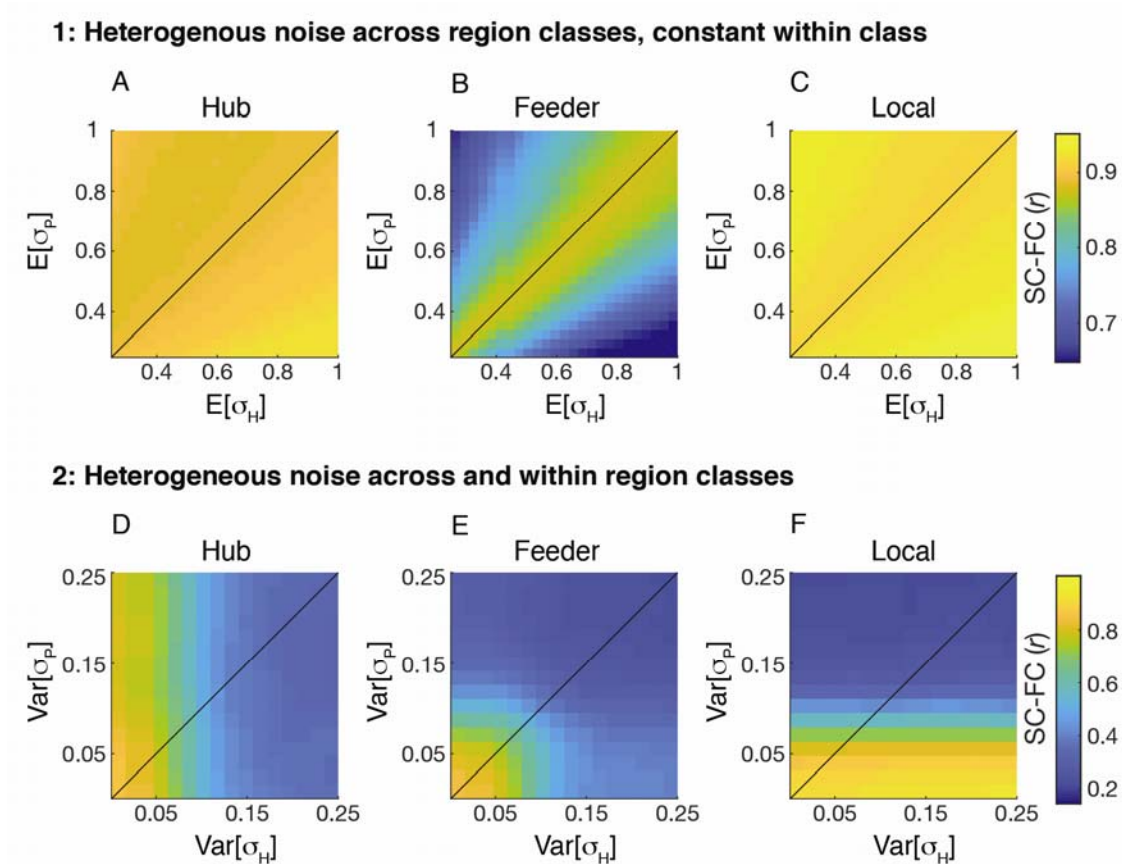 1: Heterogenous noise across region classes, constant within class
A B C
Hub Feeder Local
1 1 1
0.8 0.8 0.8
0.6 0.6 0.6
0.4 0.4 0.4
E[σP] E[σP] E[σP]
0.4 0.6 0.8 1 0.4 0.6 0.8 1 0.4 0.6 0.8 1
E[σH] E[σH] E[σH]
0.9
0.8
0.7
SC-FC (r)
2: Heterogeneous noise across and within region classes
D E F
Hub Feeder Local
0.25 0.25 0.25
0.15 0.15 0.15
0.05 0.05 0.05
Var[σP] Var[σP] Var[σP]
0.05 0.15 0.25 0.05 0.15 0.25 0.05 0.15 0.25
Var[σH] Var[σH] Var[σH]
0.8
0.6
0.4
0.2
SC-FC (r)